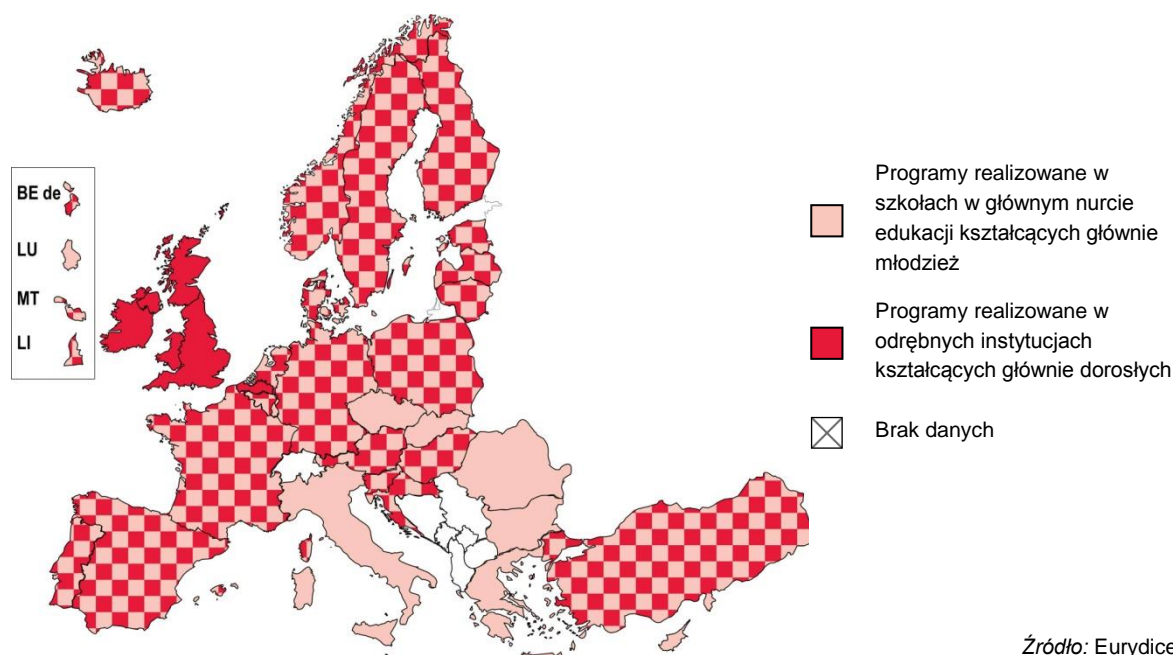 BE de
LU
MT
LI
Programy realizowane w
szkołach w głównym nurcie
edukacji kształcących głównie
młodzież
Programy realizowane w
odrębnych instytucjach
kształcących głównie dorosłych
Brak danych
Źródło: Eurydice